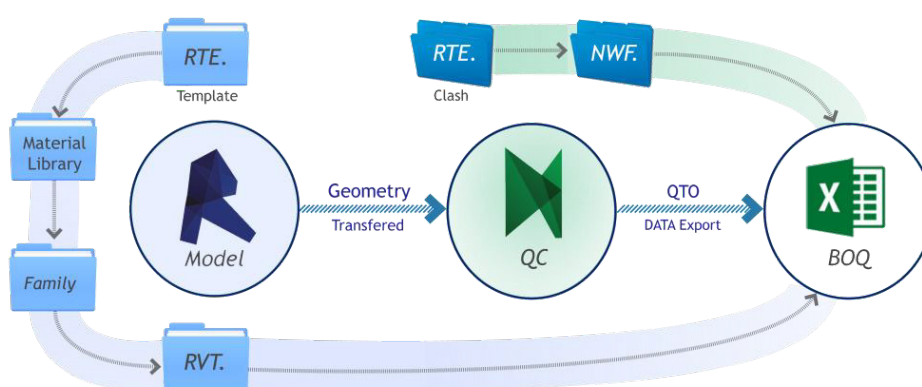 RTE.
Template
Material
Library
Family
RVT.
RTE.
Clash
NWF.
Model
Geometry
Transfered
QC
QTO
DATA Export
X
BOQ